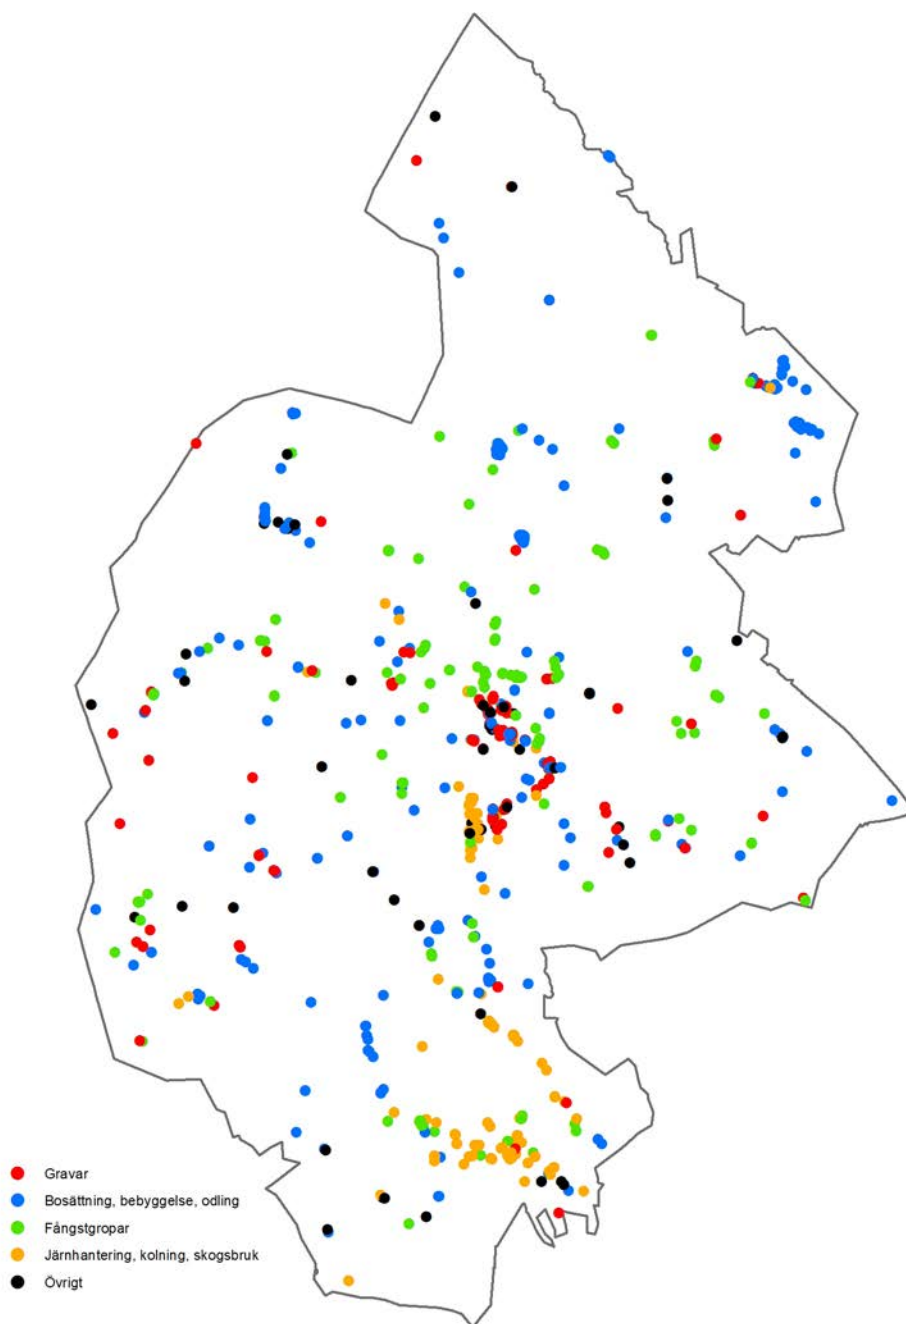 Gravar
Bosättning, bebyggelse, odling
Fångstgropar
Järnhantering, kolning, skogsbruk
Övrigt